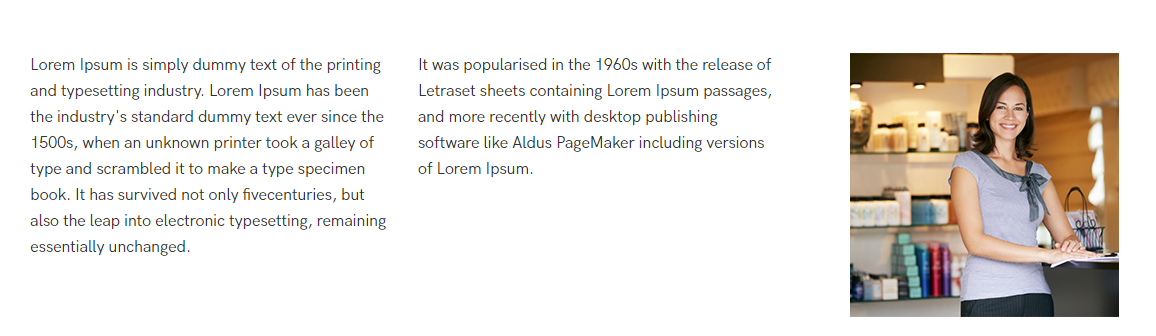 Lorem Ipsum is simply dummy text of the printing
and typesetting industry. Lorem Ipsum has been
the industry's standard dummy text ever since the
1500s, when an unknown printer took a galley of
type and scrambled it to make a type specimen
book. It has survived not only fivecenturies, but
also the leap into electronic typesetting, remaining
essentially unchanged.
It was popularised in the 1960s with the release of
Letraset sheets containing Lorem Ipsum passages,
and more recently with desktop publishing
software like Aldus PageMaker including versions
of Lorem Ipsum.